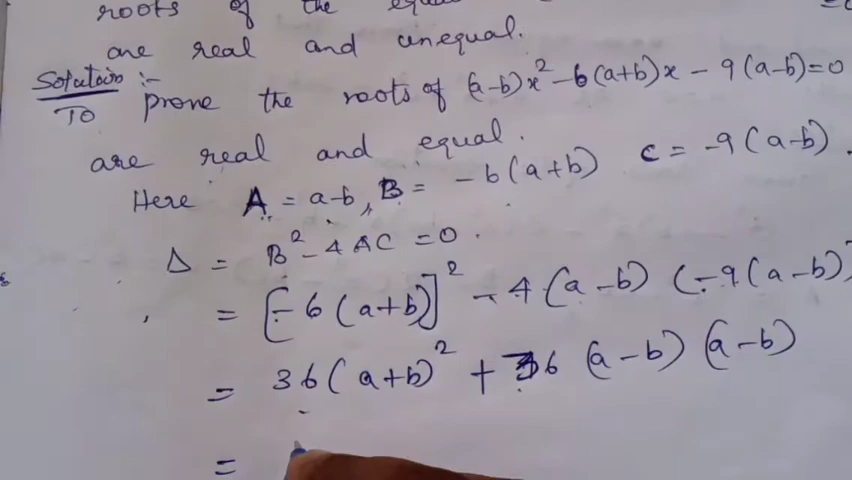 roots of the
are real and unequal.
Solution :-
To prove the roots of (a-b)x² - 6(a+b)x - 9(a-b)=0
are real and equal.
Here A = a-b, B = -6(a+b) C = -9(a-b).
Δ = B² - 4AC = 0.
= [-6(a+b)]² - 4(a-b) (-9(a-b)]
= 36(a+b)² + 36 (a-b) (a-b)
=